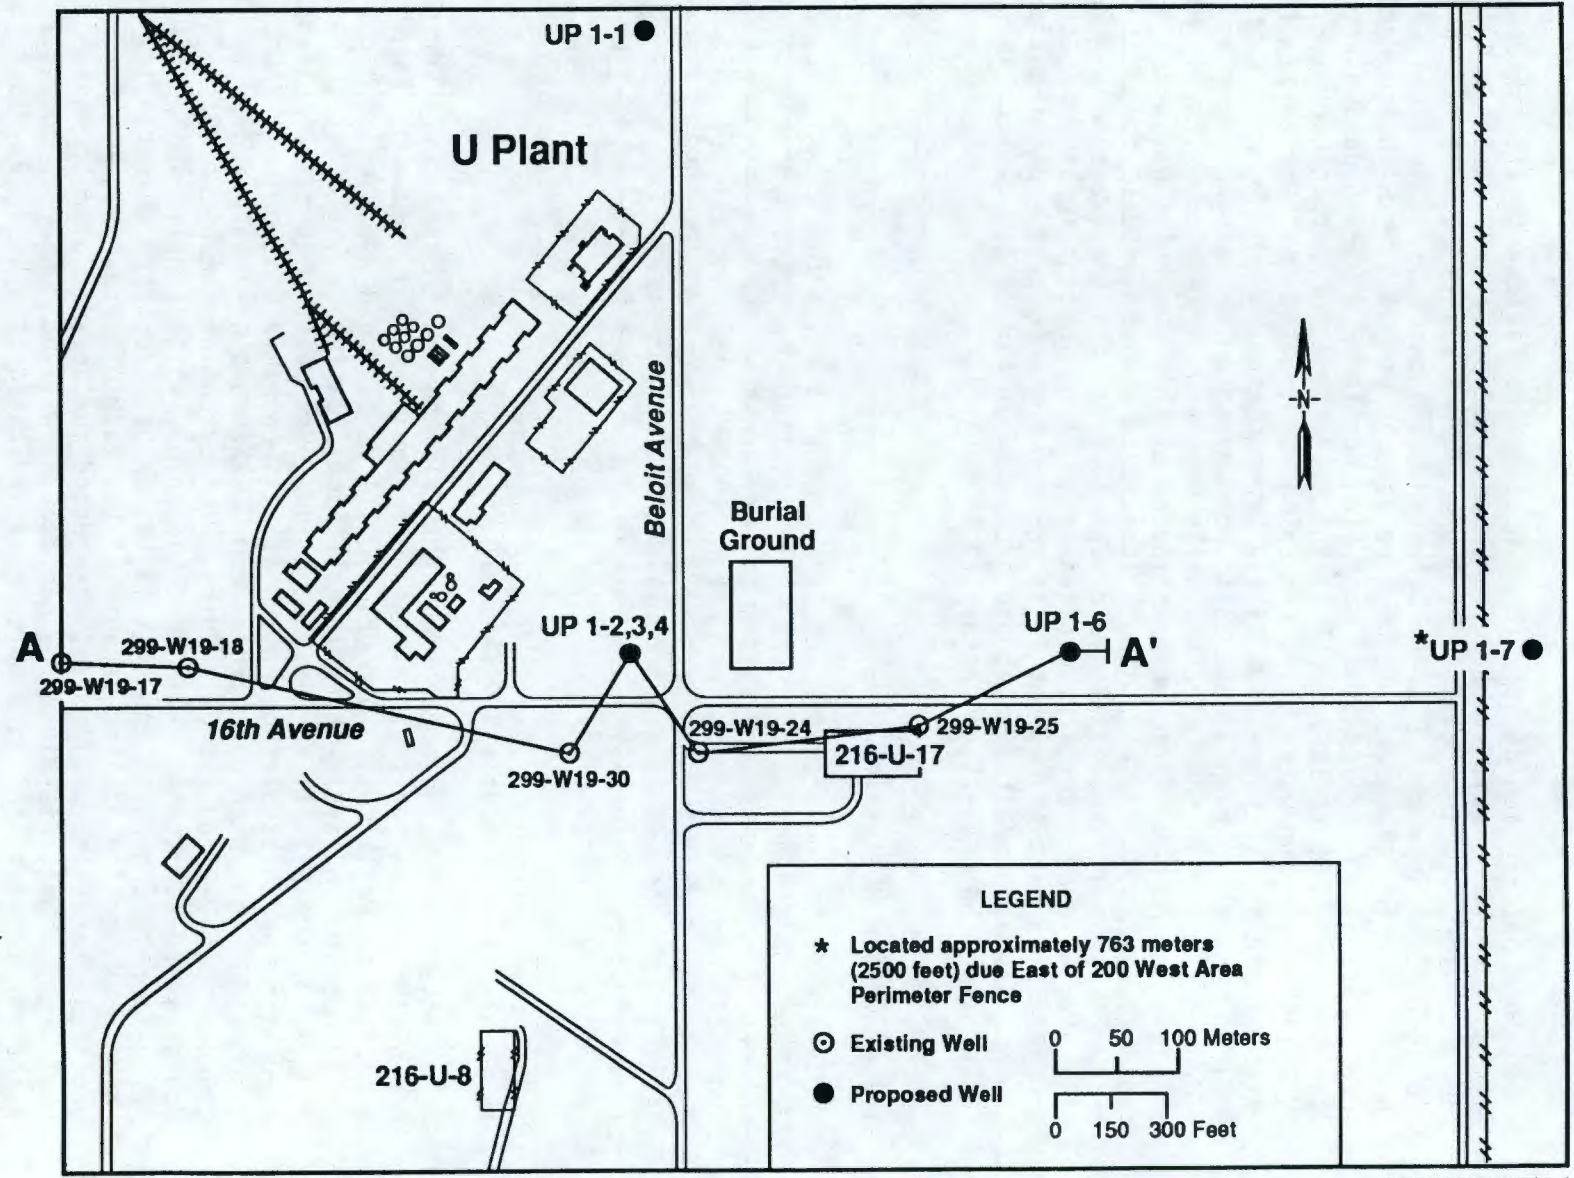 UP 1-1
U Plant
Beloit Avenue
Burial
Ground
-N-
UP 1-2,3,4
UP 1-6
A
299-W19-18
299-W19-17
A'
*UP 1-7
16th Avenue
299-W19-24
299-W19-25
299-W19-30
216-U-17
216-U-8
LEGEND
* Located approximately 763 meters
(2500 feet) due East of 200 West Area
Perimeter Fence
Existing Well
0 50 100 Meters
Proposed Well
0 150 300 Feet